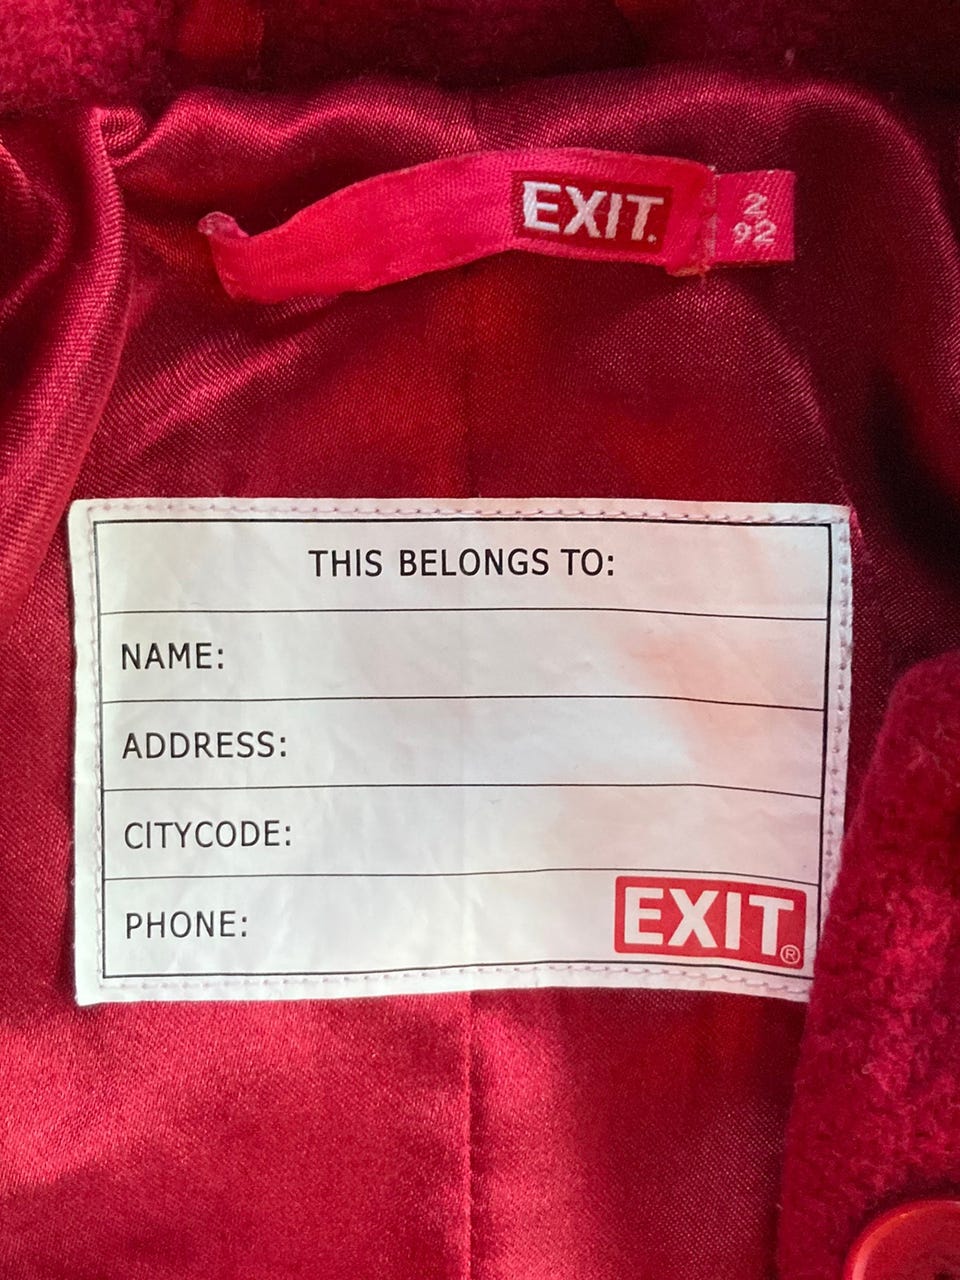 EXIT.
2
92
THIS BELONGS TO:
NAME:
ADDRESS:
CITYCODE:
PHONE:
EXIT®